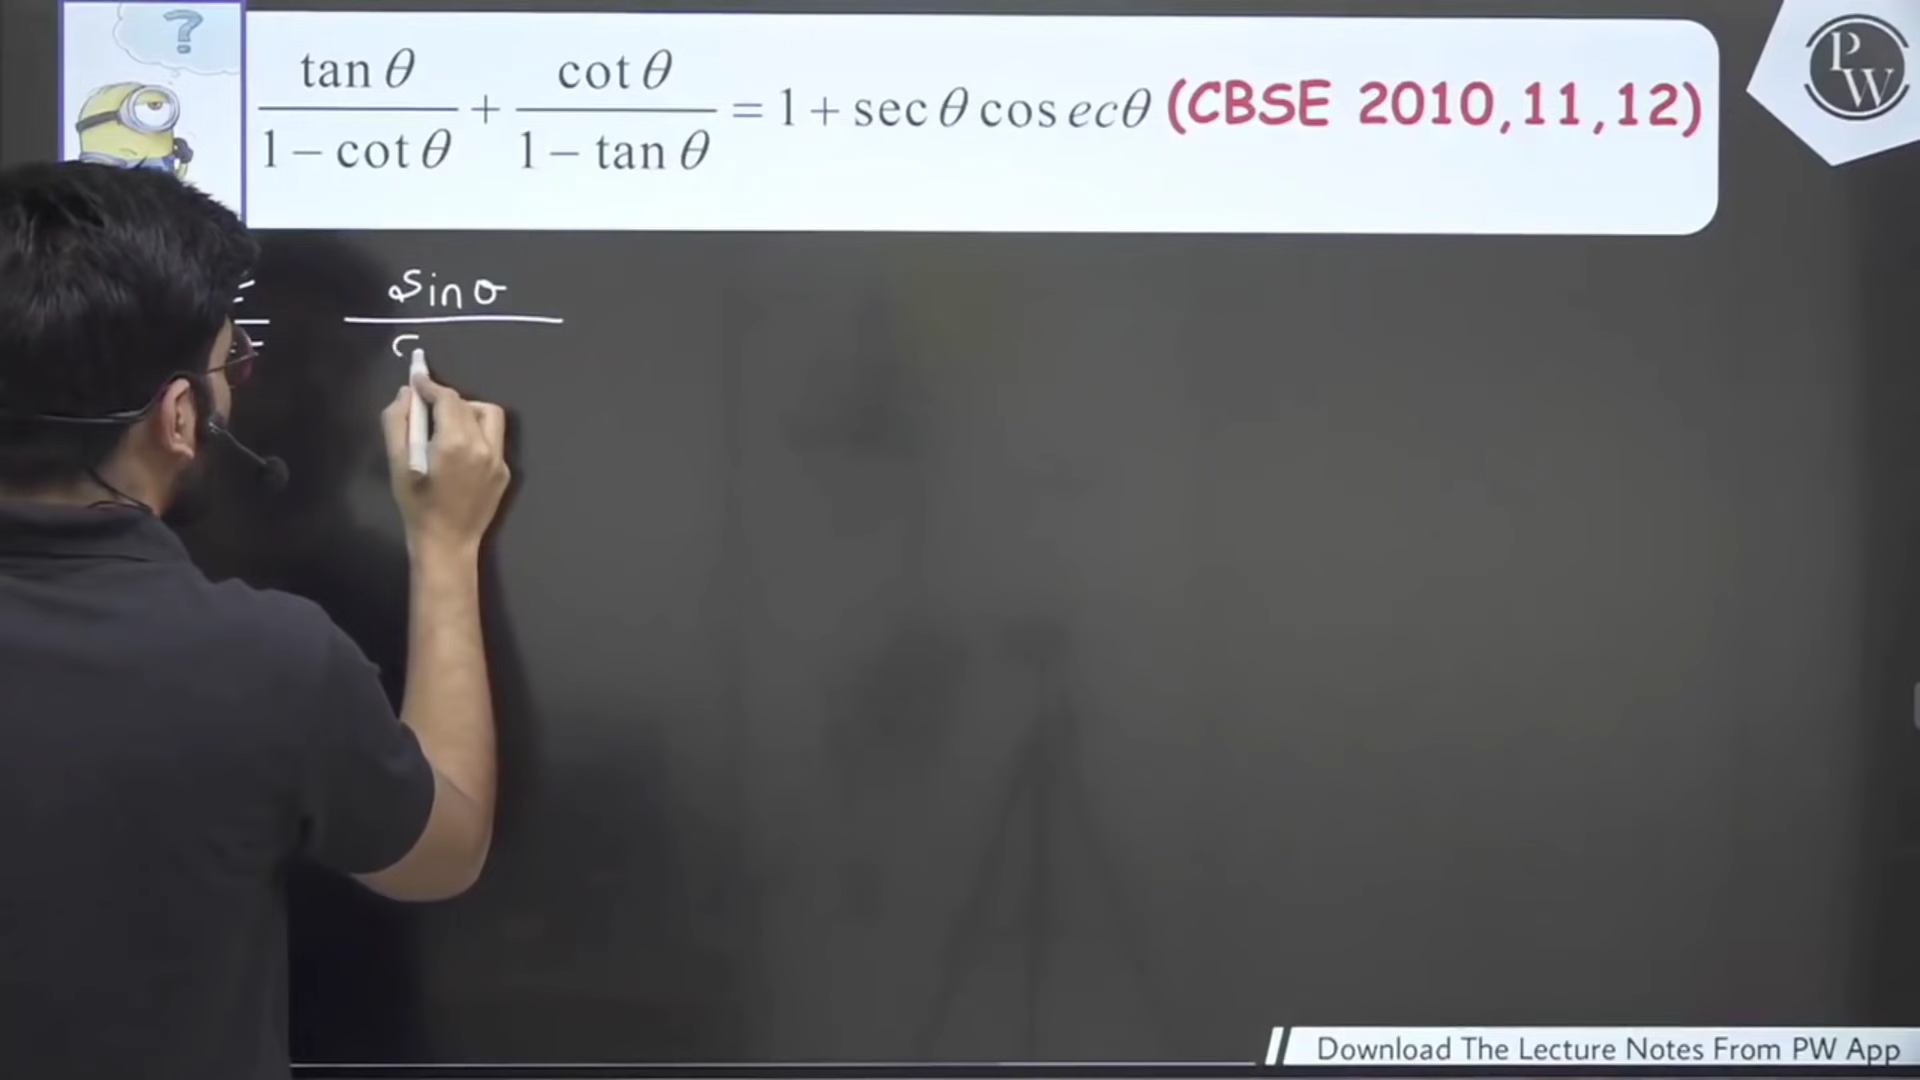 ?
tan θ / 1 − cot θ + cot θ / 1 − tan θ = 1 + sec θ cos ecθ (CBSE 2010,11,12)
PW
Sin θ
Download The Lecture Notes From PW App